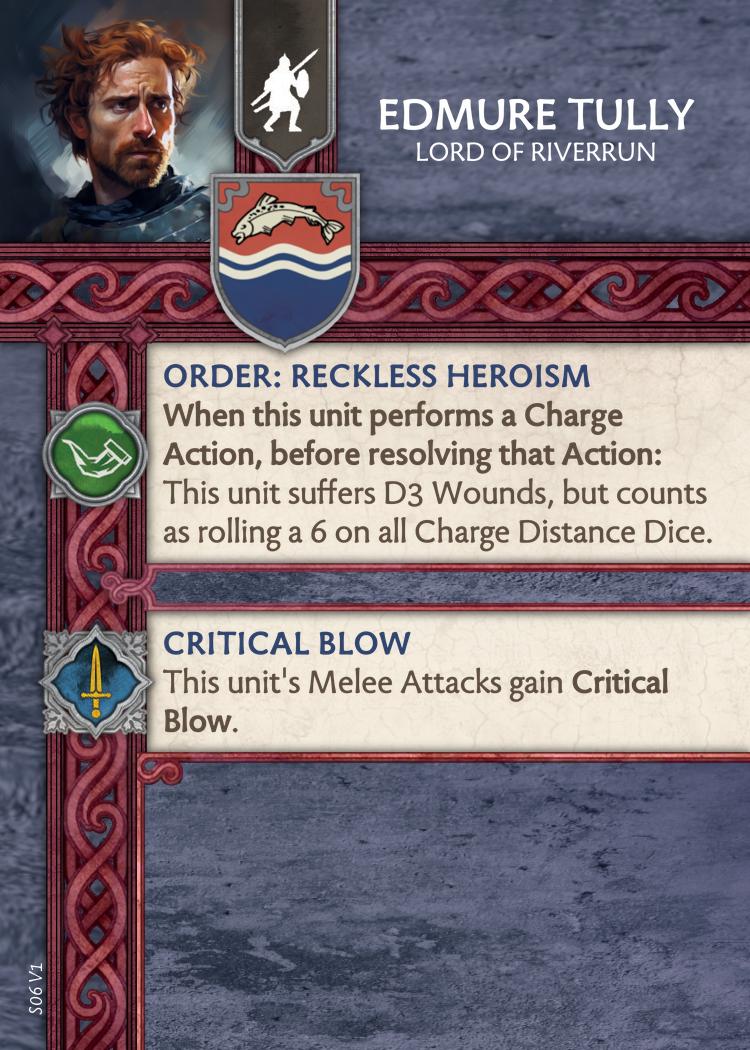 EDMURE TULLY
LORD OF RIVERRUN
ORDER: RECKLESS HEROISM
When this unit performs a Charge
Action, before resolving that Action:
This unit suffers D3 Wounds, but counts
as rolling a 6 on all Charge Distance Dice.
CRITICAL BLOW
This unit's Melee Attacks gain Critical
Blow.
S06 V1